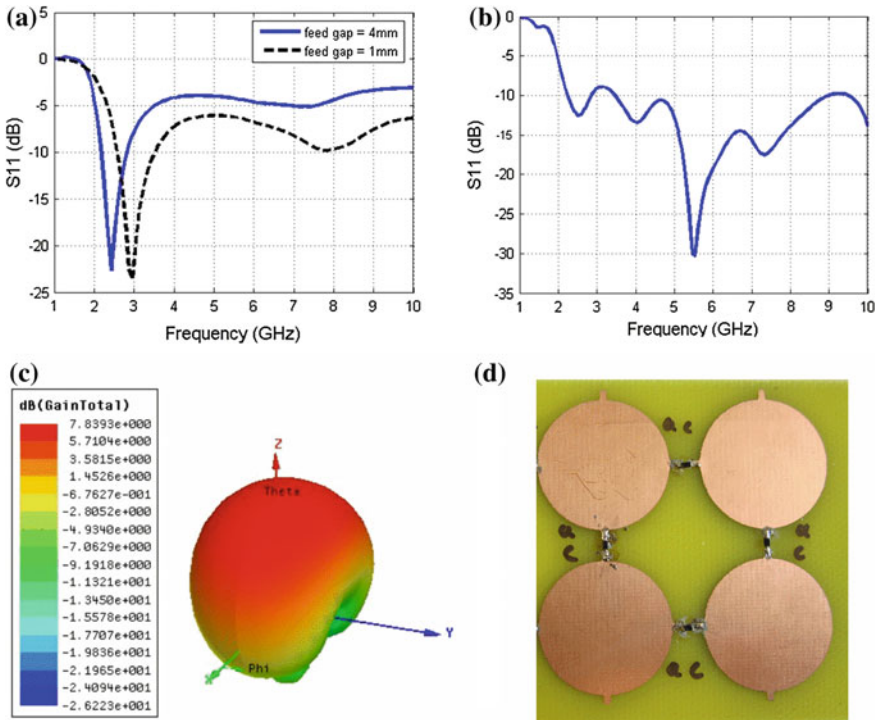 (a)
5
0
-5
-10
-15
-20
-25
S11 (dB)
feed gap = 4mm
feed gap = 1mm
1 2 3 4 5 6 7 8 9 10
Frequency (GHz)
(b)
0
-5
-10
-15
-20
-25
-30
-35
S11 (dB)
1 2 3 4 5 6 7 8 9 10
Frequency (GHz)
(c)
dB(GainTotal)
7.8393e+000
5.7104e+000
3.5815e+000
1.4526e+000
-6.7627e-001
-2.8052e+000
-4.9340e+000
-7.0629e+000
-9.1918e+000
-1.1321e+001
-1.3450e+001
-1.5578e+001
-1.7707e+001
-1.9836e+001
-2.1965e+001
-2.4094e+001
-2.6223e+001
Z
Theta
Y
Phi
X
(d)
a c
a
c
a
c
a c